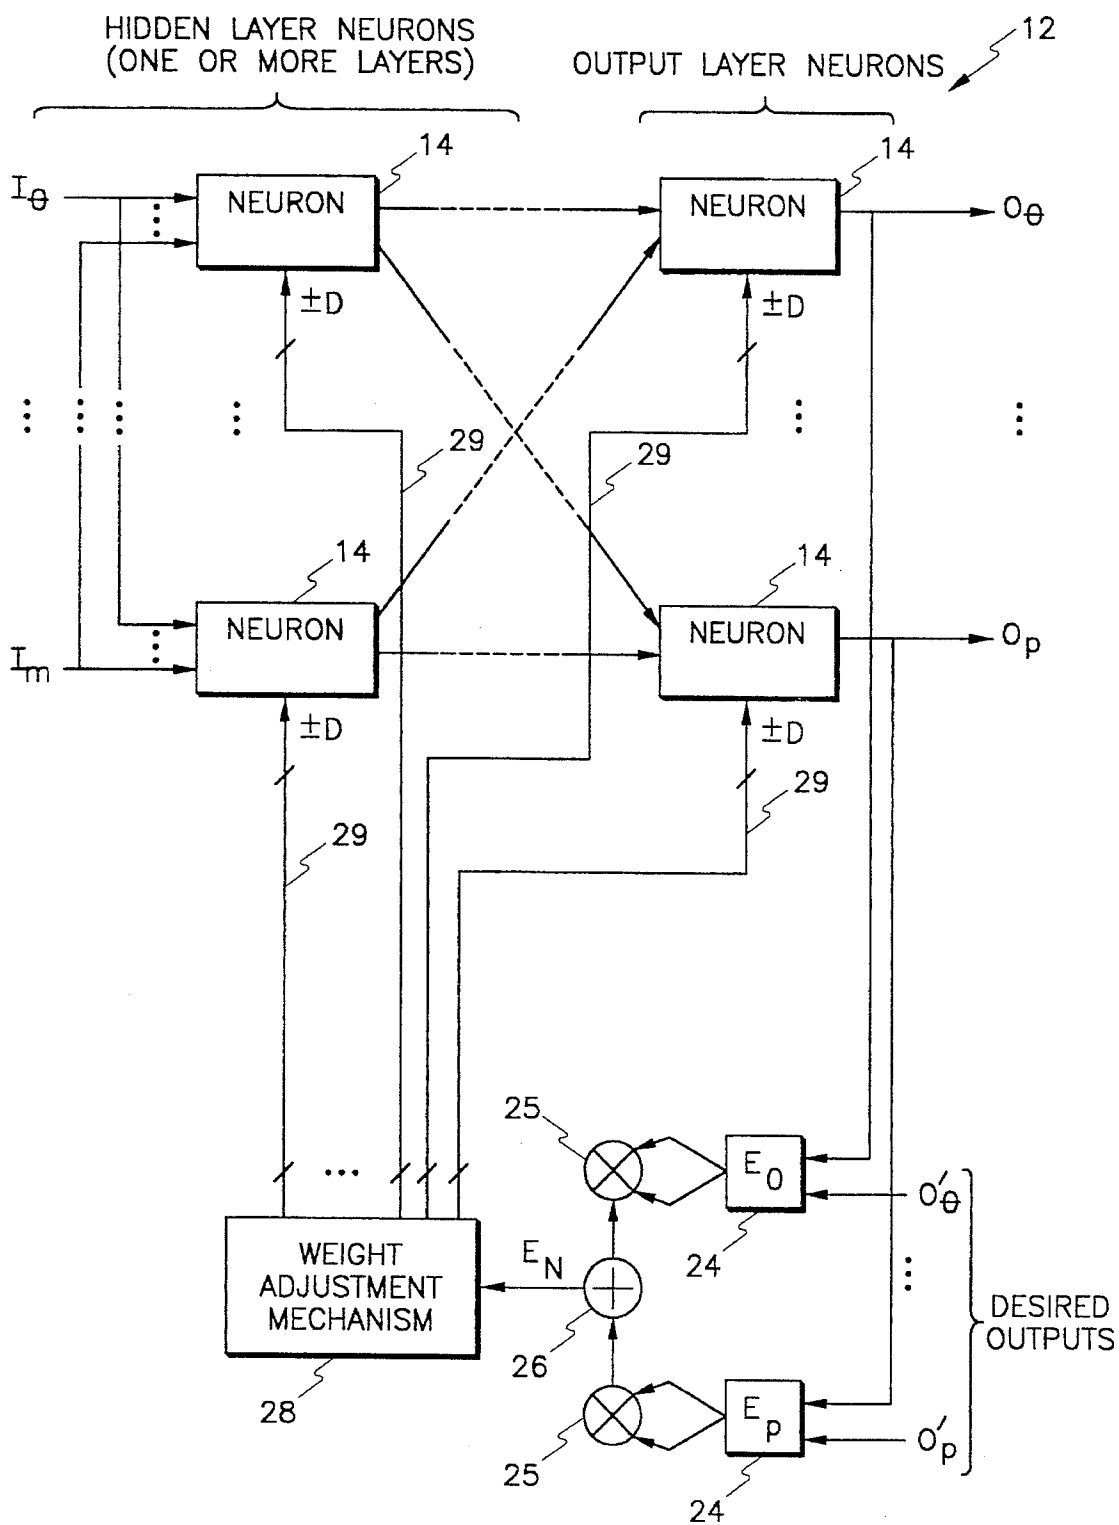 HIDDEN LAYER NEURONS
(ONE OR MORE LAYERS)
OUTPUT LAYER NEURONS
12
14
14
I0
NEURON
NEURON
O0
±D
±D
29
29
14
14
NEURON
NEURON
Im
Op
±D
±D
29
29
25
E0
O'0
24
WEIGHT
ADJUSTMENT
MECHANISM
EN
26
DESIRED
OUTPUTS
28
25
Ep
O'p
24